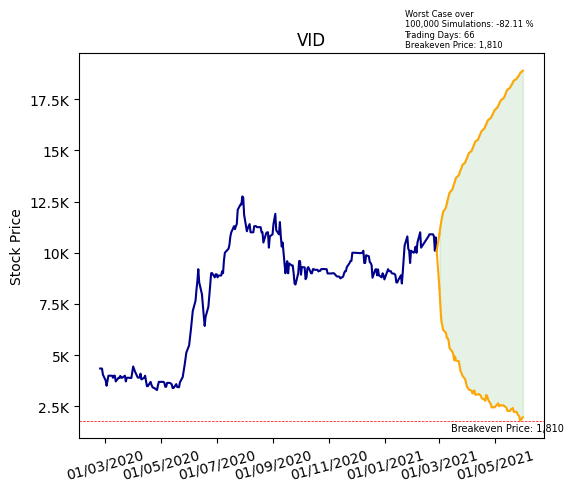 Worst Case over
100,000 Simulations: -82.11 %
Trading Days: 66
Breakeven Price: 1,810
VID
Stock Price
17.5K
15K
12.5K
10K
7.5K
5K
2.5K
Breakeven Price: 1,810
01/03/2020 01/05/2020 01/07/2020 01/09/2020 01/11/2020 01/01/2021 01/03/2021 01/05/2021